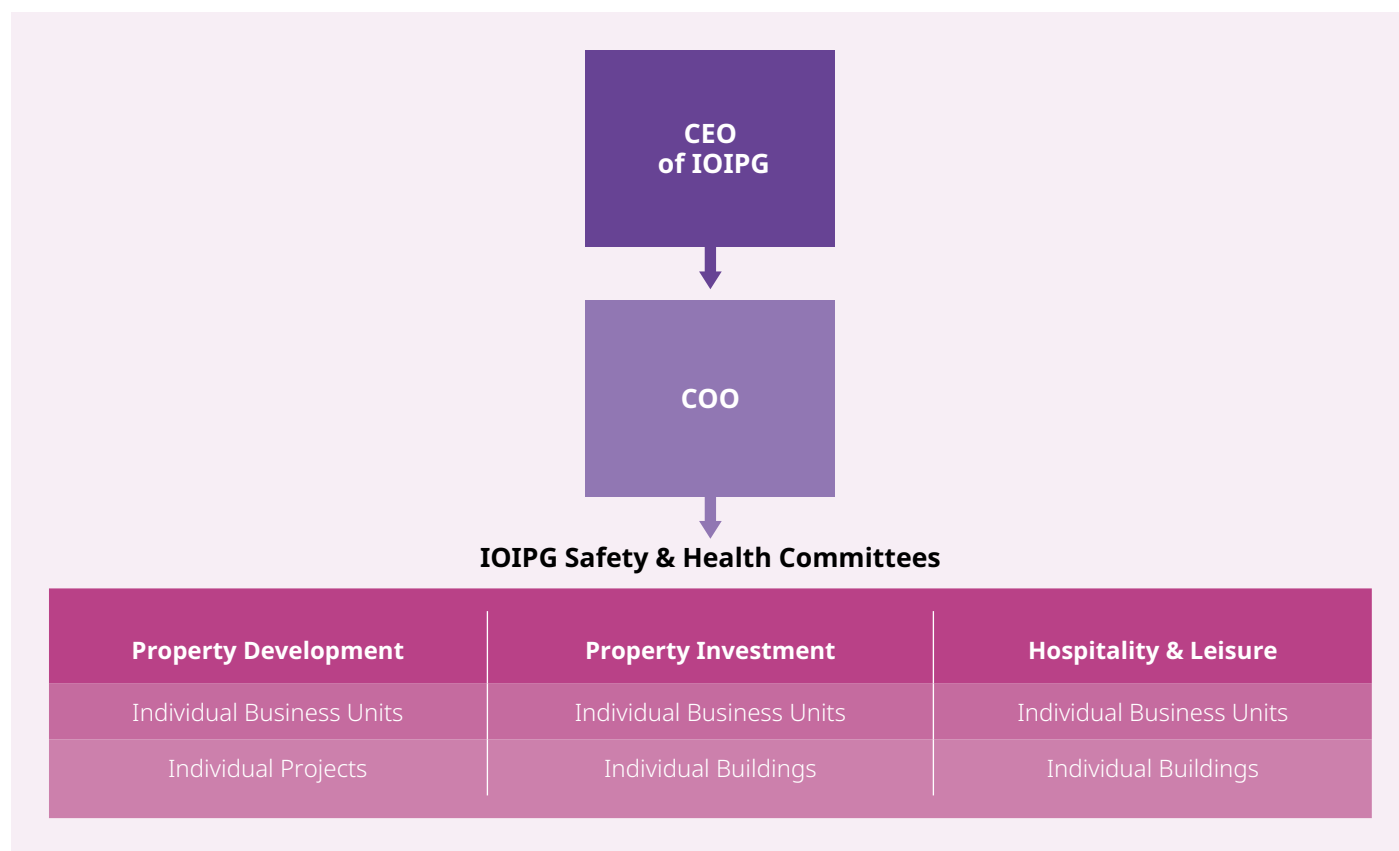 CEO
of IOIPG
COO
IOIPG Safety & Health Committees
Property Development
Property Investment
Hospitality & Leisure
Individual Business Units
Individual Business Units
Individual Business Units
Individual Projects
Individual Buildings
Individual Buildings